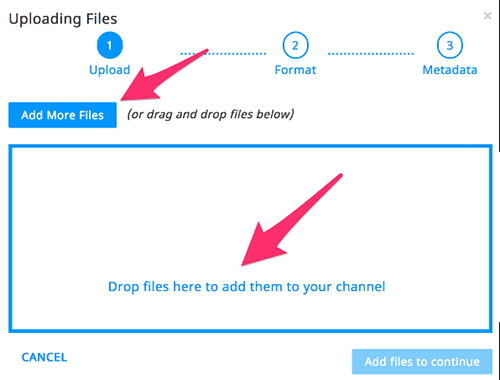 Uploading Files
×
1 2 3
Upload Format Metadata
Add More Files (or drag and drop files below)
Drop files here to add them to your channel
CANCEL Add files to continue